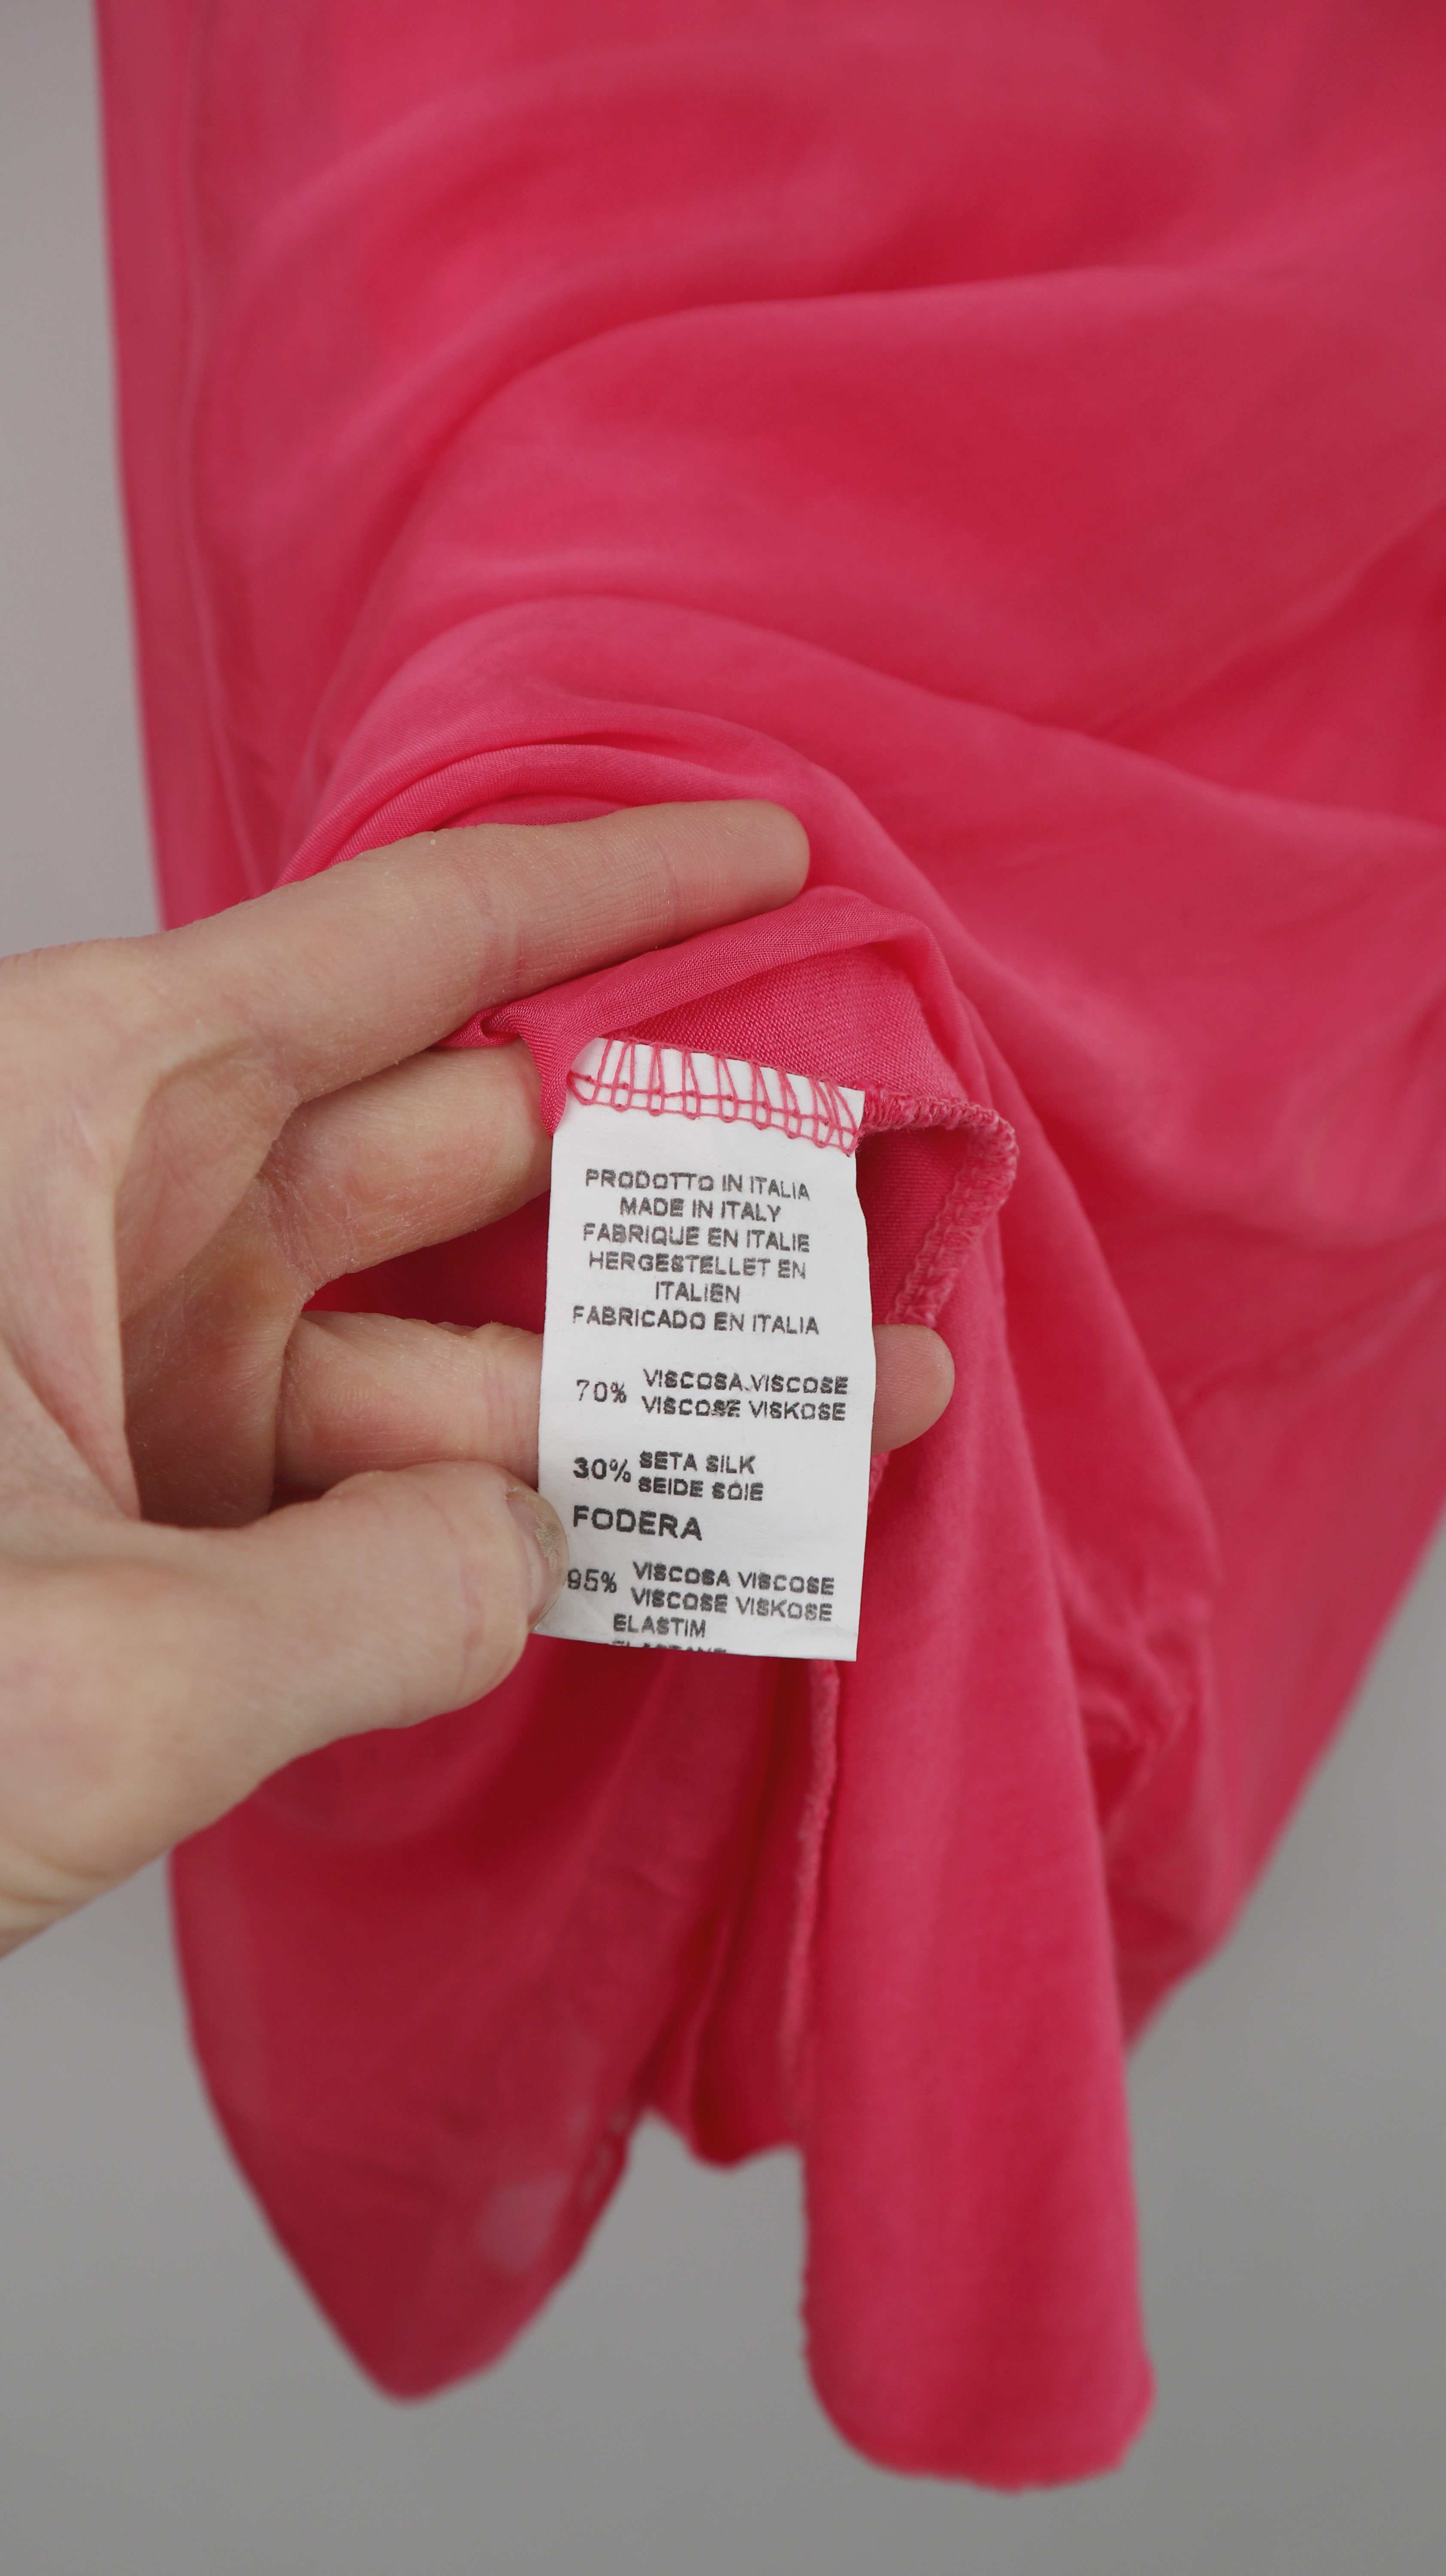 PRODOTTO IN ITALIA
MADE IN ITALY
FABRIQUE EN ITALIE
HERGESTELLET EN
ITALIEN
FABRICADO EN ITALIA
70% VISCOSA VISCOSE
VISCOSE VISKOSE
30% SETA SILK
SEIDE SOIE
FODERA
95% VISCOSA VISCOSE
VISCOSE VISKOSE
ELASTIM